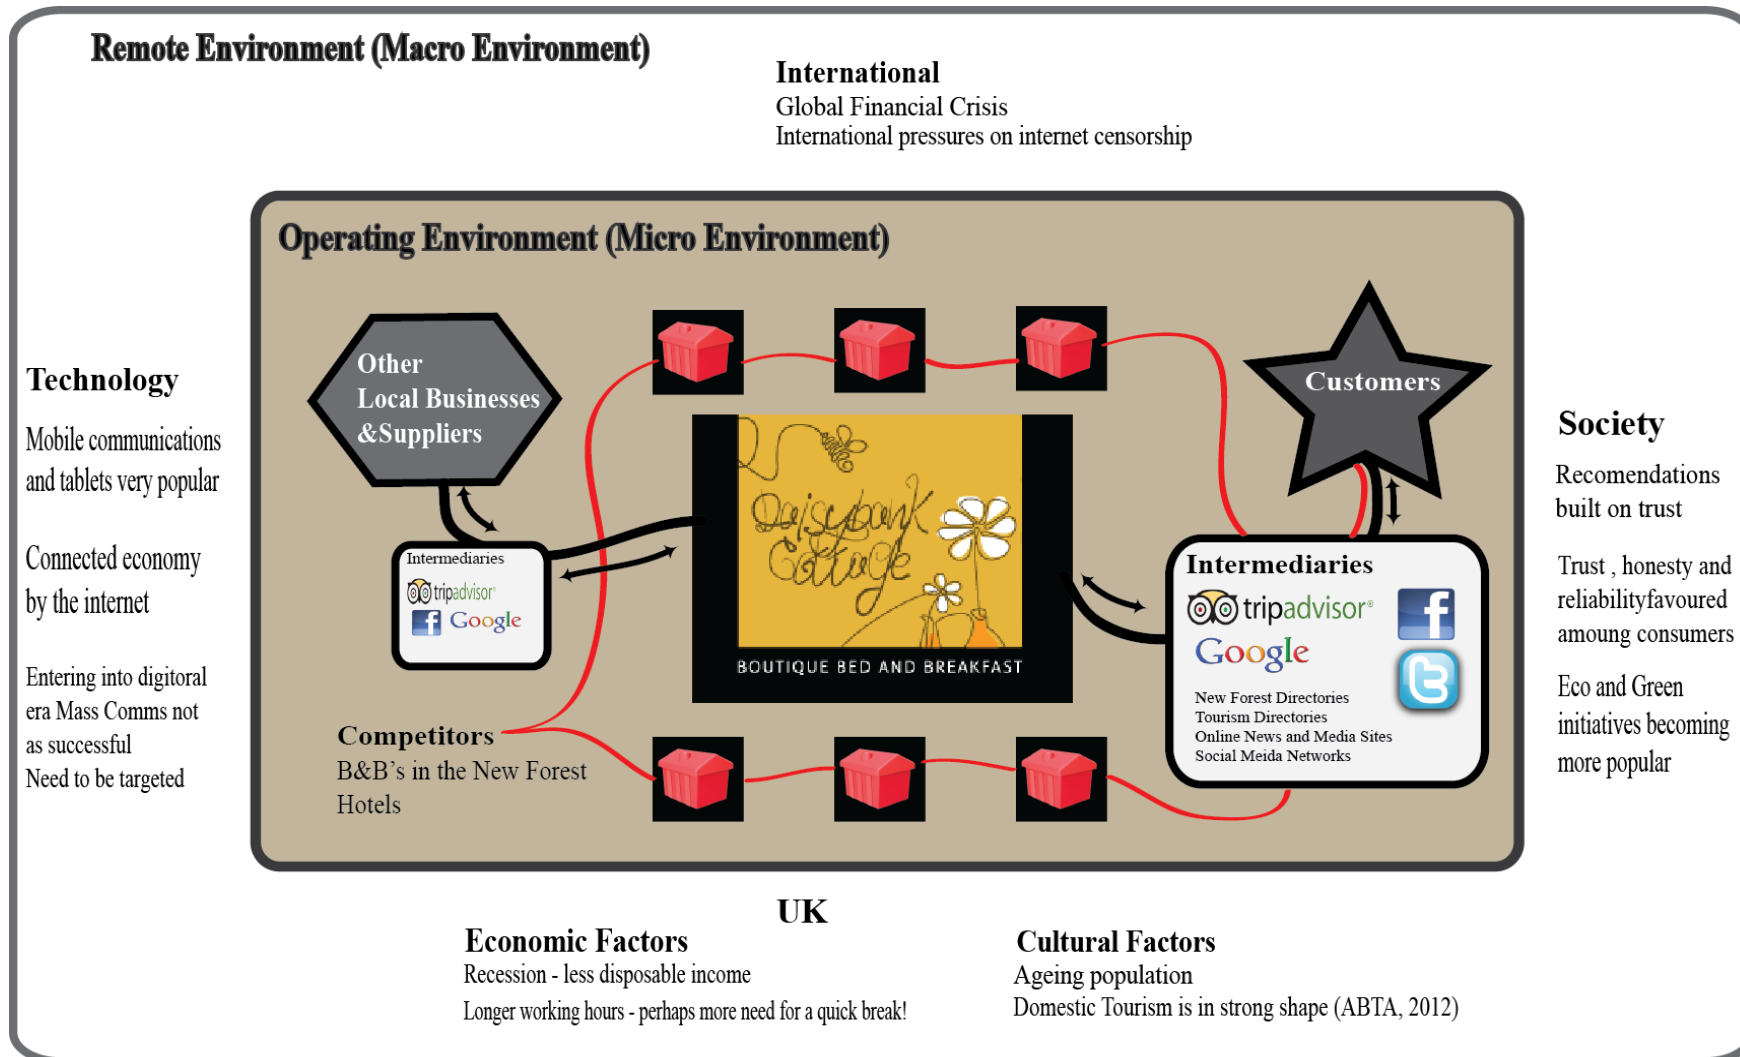 Remote Environment (Macro Environment)
International
Global Financial Crisis
International pressures on internet censorship
Operating Environment (Micro Environment)
Other
Local Businesses
&Suppliers
Customers
Technology
Mobile communications
and tablets very popular
Connected economy
by the internet
Entering into digitoral
era Mass Comms not
as successful
Need to be targeted
Intermediaries
tripadvisor®
f Google
Daisybank
Cottage
BOUTIQUE BED AND BREAKFAST
Intermediaries
tripadvisor®
f
Google
t
New Forest Directories
Tourism Directories
Online News and Media Sites
Social Meida Networks
Competitors
B&B's in the New Forest
Hotels
Society
Recomendations
built on trust
Trust , honesty and
reliabilityfavoured
amoung consumers
Eco and Green
initiatives becoming
more popular
UK
Economic Factors
Recession - less disposable income
Longer working hours - perhaps more need for a quick break!
Cultural Factors
Ageing population
Domestic Tourism is in strong shape (ABTA, 2012)